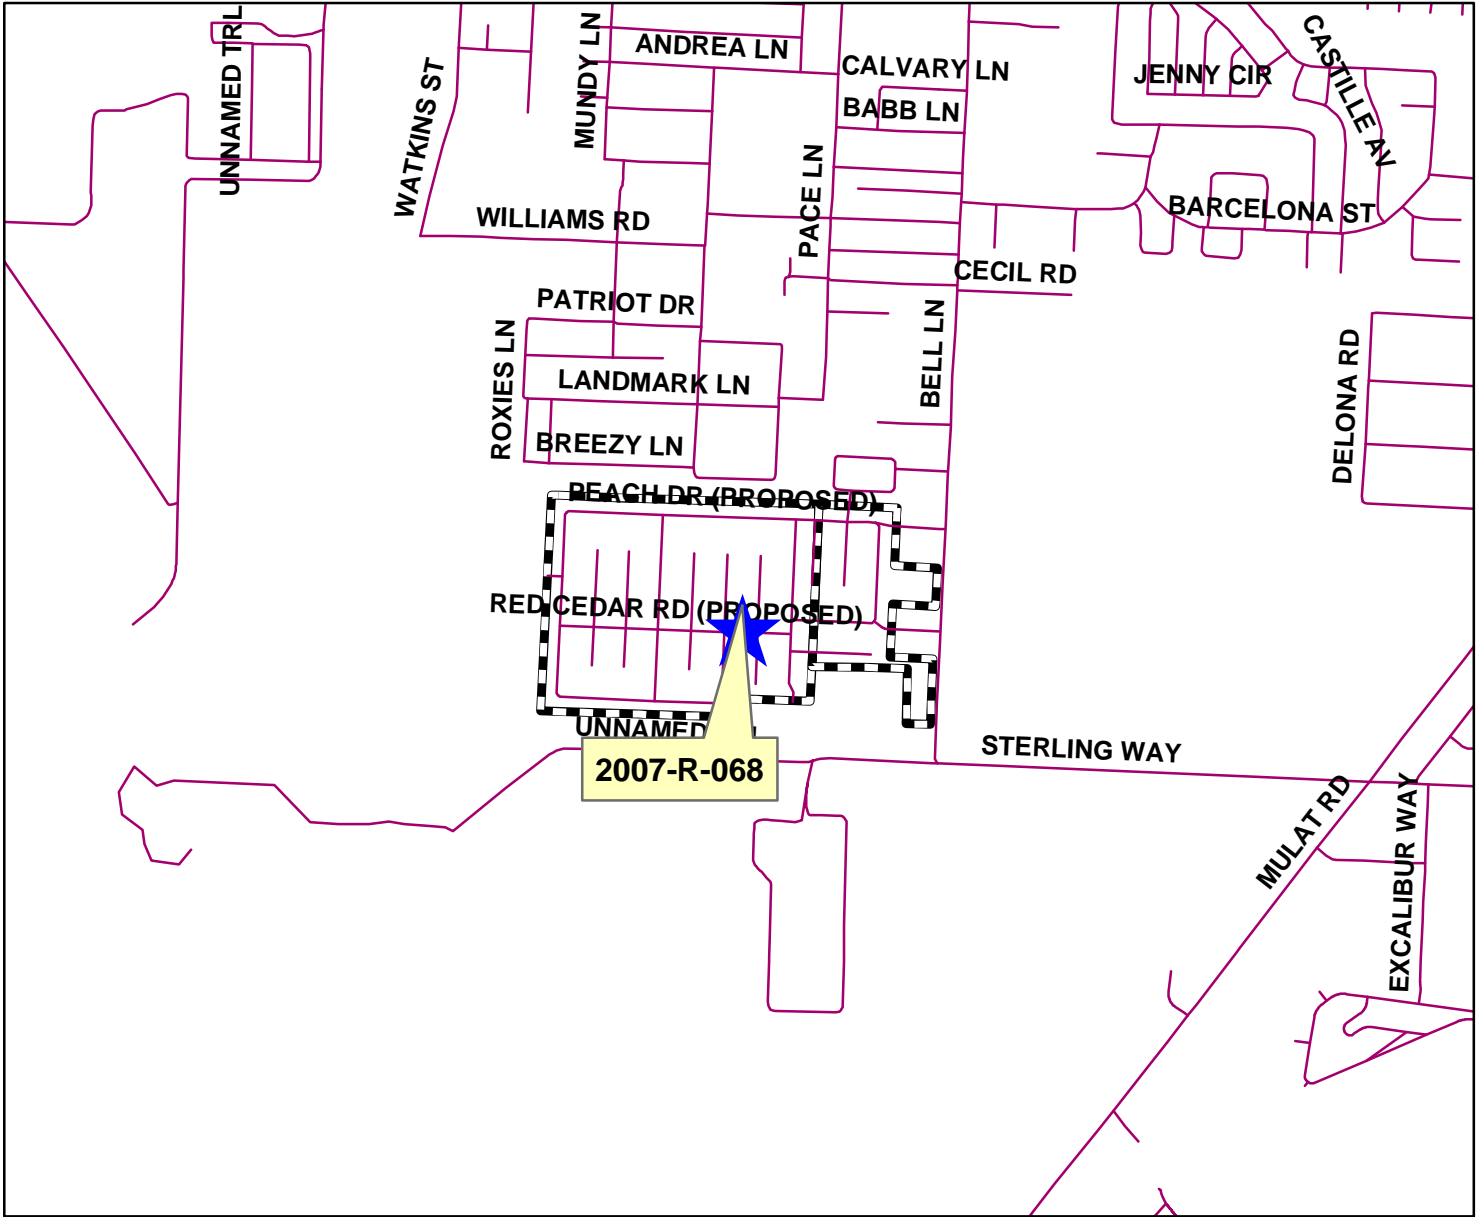 UNNAMED TRL
WATKINS ST
MUNDY LN
ANDREA LN
CALVARY LN
BABB LN
JENNY CIR
CASTILLE AV
PACE LN
BARCELONA ST
WILLIAMS RD
CECIL RD
PATRIOT DR
ROXIES LN
LANDMARK LN
BELL LN
DELONA RD
BREEZY LN
PEACH DR (PROPOSED)
RED CEDAR RD (PROPOSED)
UNNAMED
2007-R-068
STERLING WAY
MULAT RD
EXCALIBUR WAY